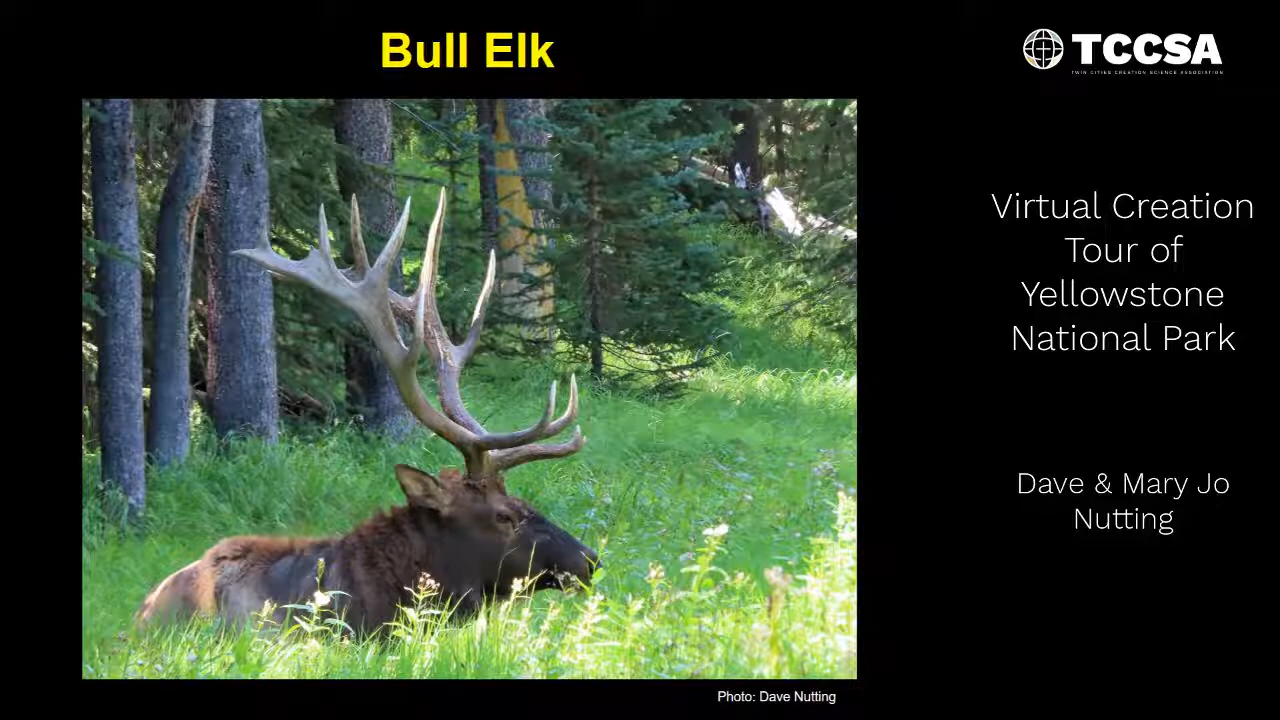 Bull Elk
TCCSA
TWIN CITIES CREATION SCIENCE ASSOCIATION
Virtual Creation
Tour of
Yellowstone
National Park
Dave & Mary Jo
Nutting
Photo: Dave Nutting